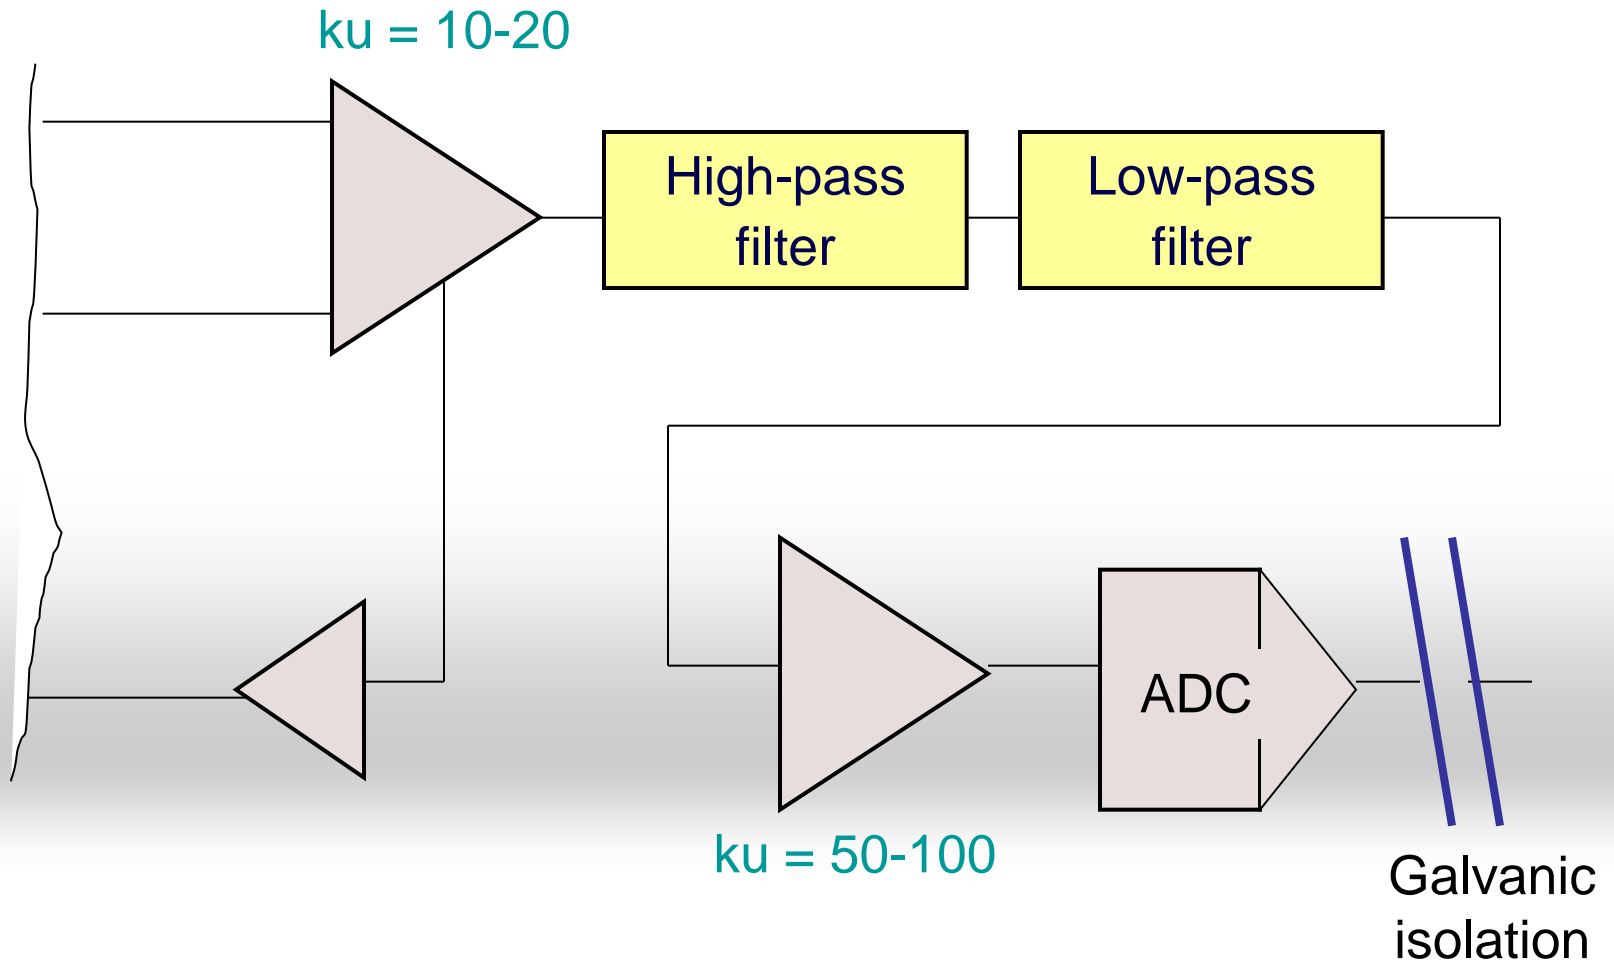 ku = 10-20
High-pass
filter
Low-pass
filter
ADC
ku = 50-100
Galvanic
isolation